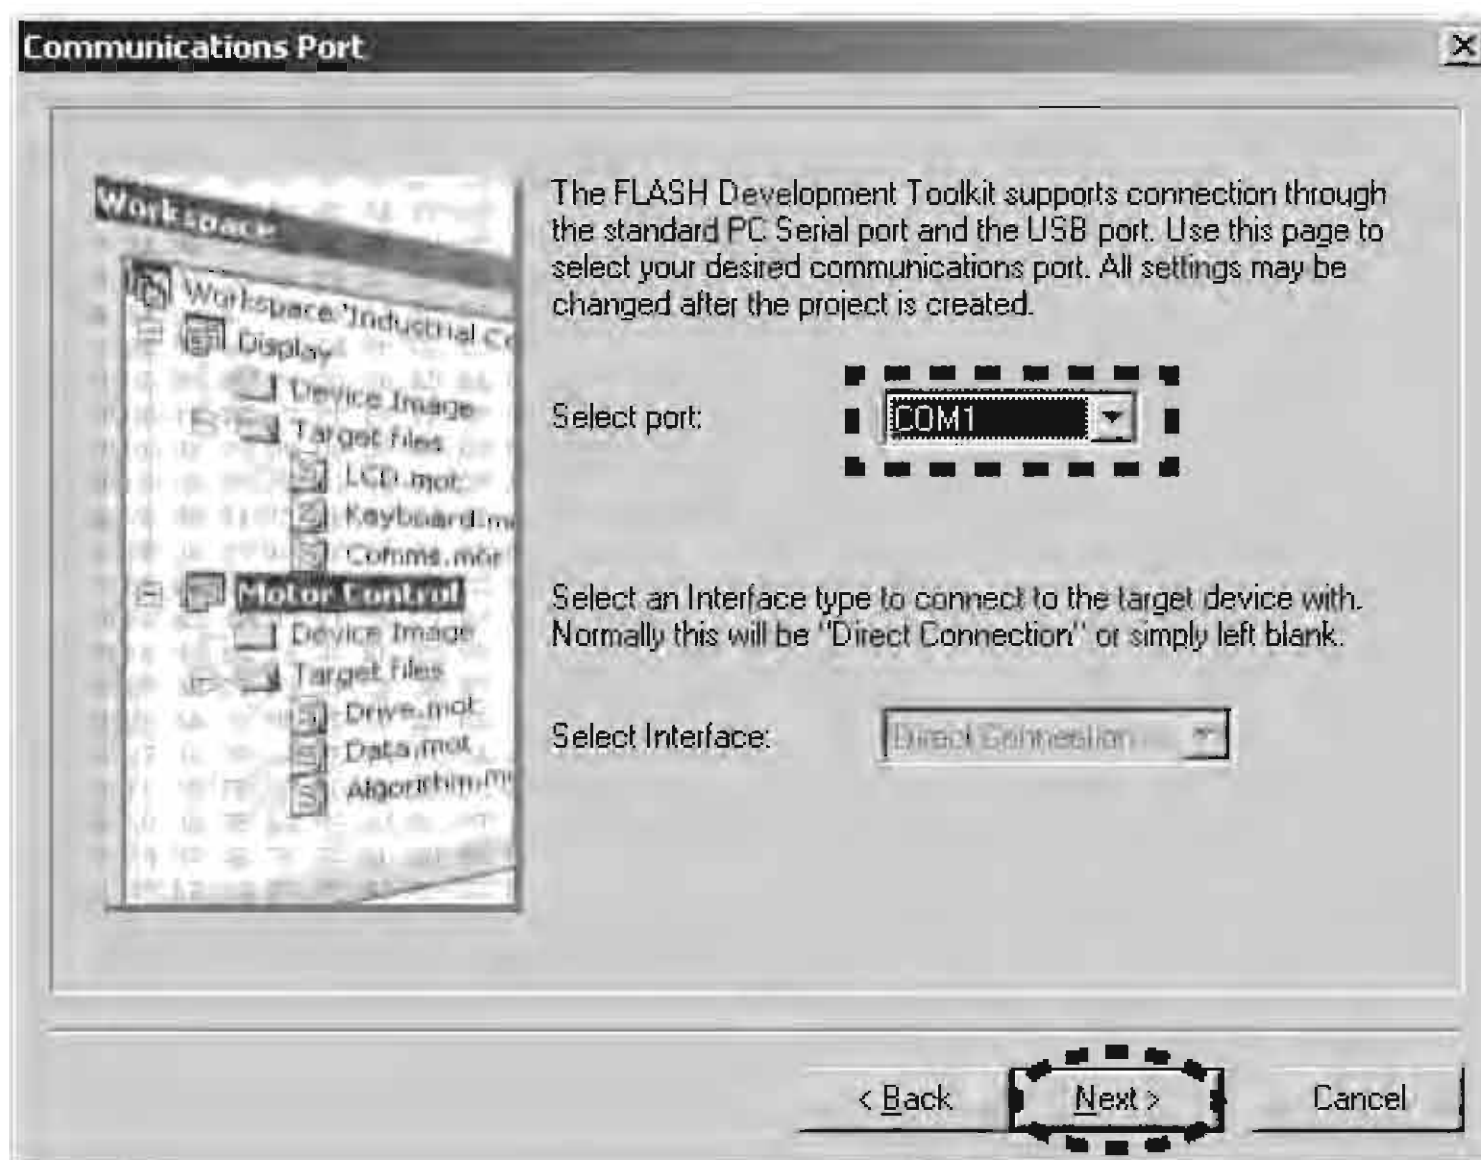 Communications Port
Workspace
Workspace 'Industrial Co
Display
Device Image
Target files
LCD.mot
Keyboard.mo
Comms.mot
Motor Control
Device Image
Target files
Drive.mot
Data.mot
Algorithim.mo
The FLASH Development Toolkit supports connection through
the standard PC Serial port and the USB port. Use this page to
select your desired communications port. All settings may be
changed after the project is created.
Select port:
COM1
Select an Interface type to connect to the target device with.
Normally this will be "Direct Connection" or simply left blank.
Select Interface:
Direct Connection
< Back
Next >
Cancel